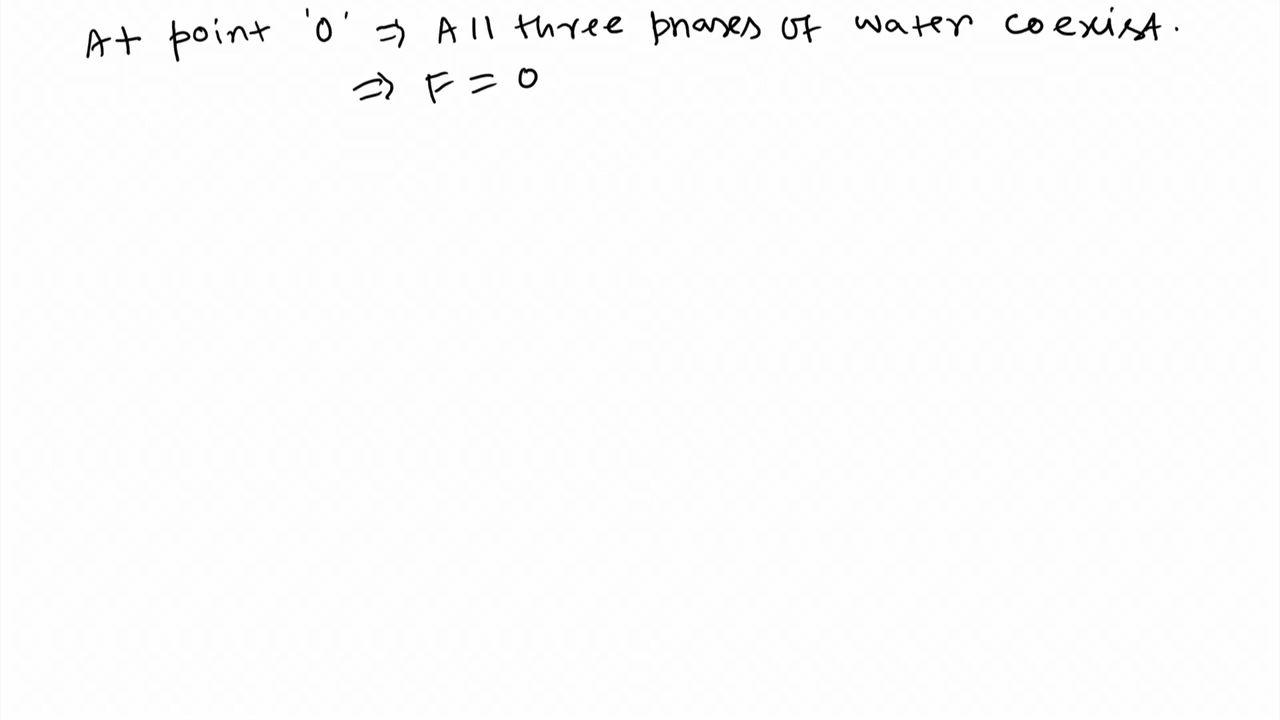 At point 'O' ⇒ All three phases of water coexist.
⇒ F = 0